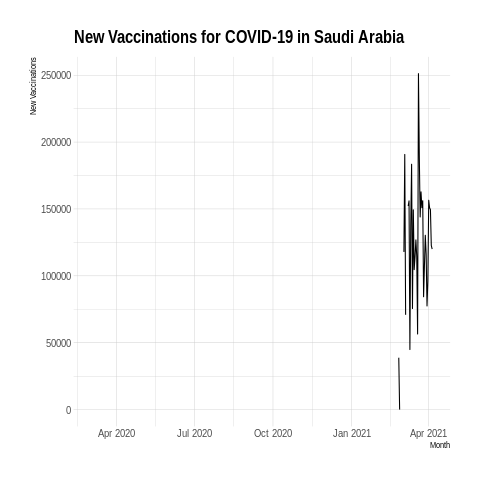 New Vaccinations for COVID-19 in Saudi Arabia
New Vaccinations
250000
200000
150000
100000
50000
0
Apr 2020 Jul 2020 Oct 2020 Jan 2021 Apr 2021
Month